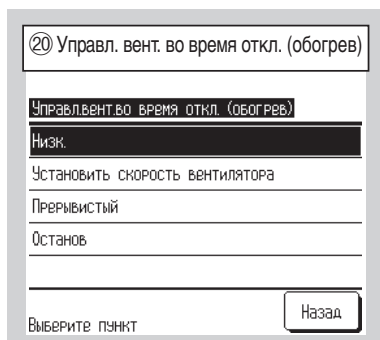 ⑳ Управл. вент. во время откл. (обогрев)
Управл.вент.во время откл. (обогрев)
Низк.
Установить скорость вентилятора
Прерывистый
Останов
Выберите пункт
Назад